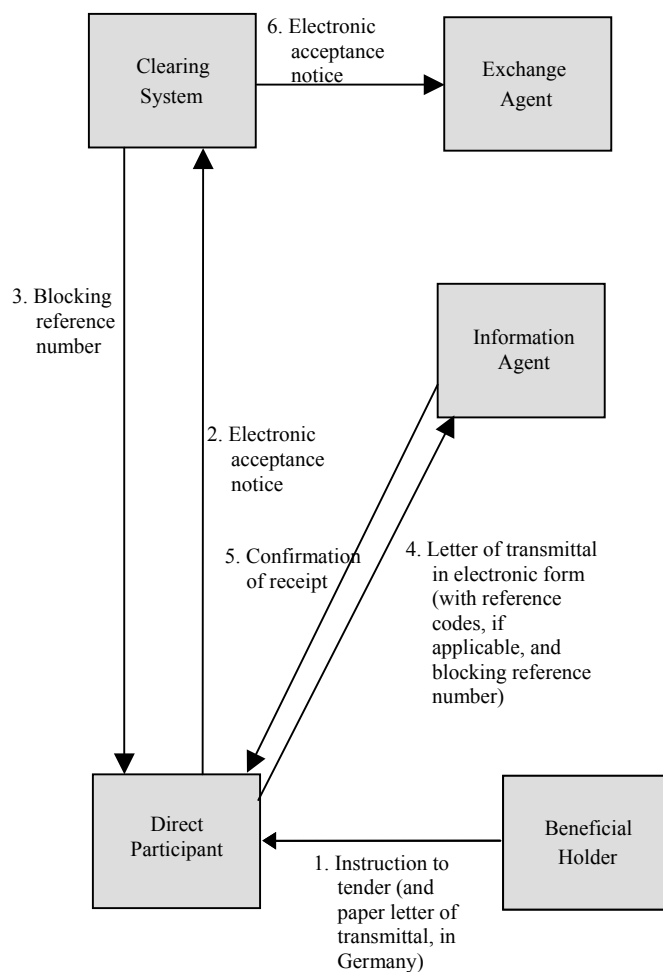 6. Electronic
acceptance
notice
Clearing
System
Exchange
Agent
3. Blocking
reference
number
Information
Agent
2. Electronic
acceptance
notice
5. Confirmation
of receipt
4. Letter of transmittal
in electronic form
(with reference
codes, if
applicable, and
blocking reference
number)
Direct
Participant
Beneficial
Holder
1. Instruction to
tender (and
paper letter of
transmittal, in
Germany)